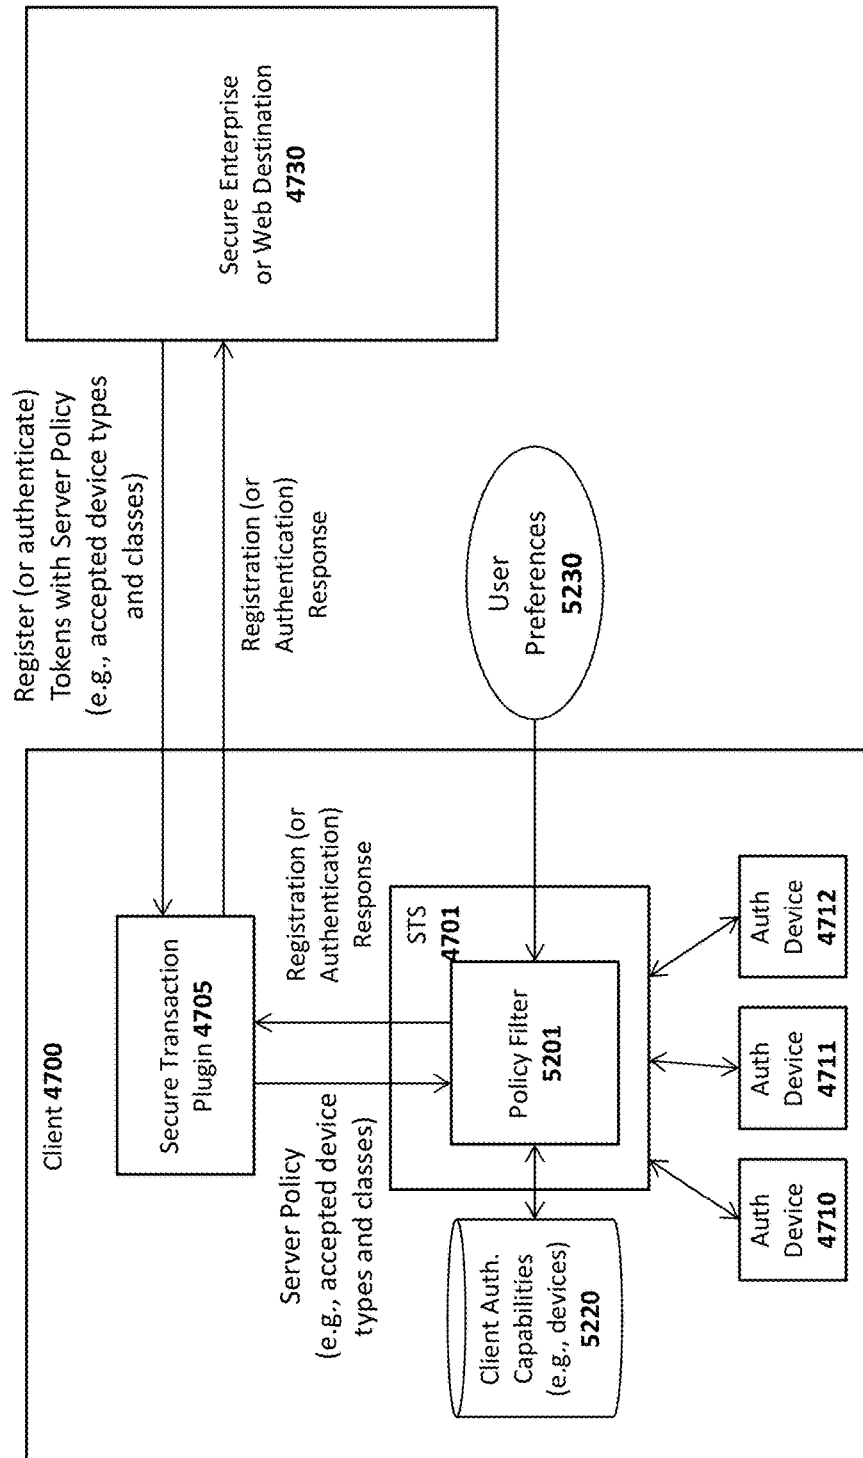 Client 4700
Secure Transaction
Plugin 4705
Register (or authenticate)
Tokens with Server Policy
(e.g., accepted device types
and classes)
Registration (or
Authentication)
Response
Secure Enterprise
or Web Destination
4730
Server Policy
(e.g., accepted device
types and classes)
Registration (or
Authentication)
Response
STS
4701
Policy Filter
5201
Client Auth.
Capabilities
(e.g., devices)
5220
User
Preferences
5230
Auth
Device
4710
Auth
Device
4711
Auth
Device
4712